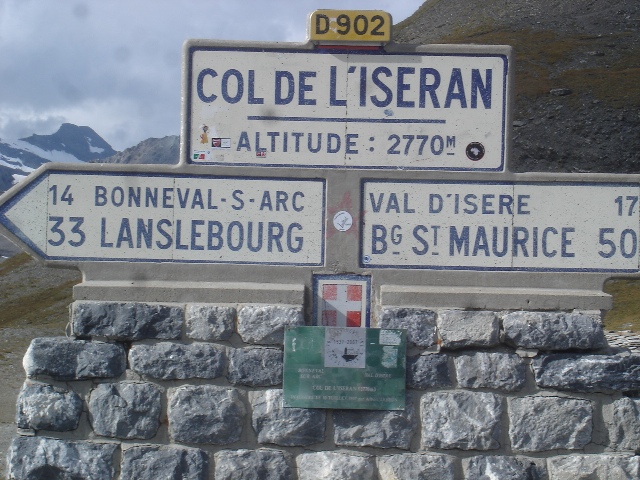 D 902
COL DE L'ISERAN
ALTITUDE : 2770M
14 BONNEVAL-S-ARC
33 LANSLEBOURG
VAL D'ISERE 17
BG ST MAURICE 50
COL DE L'ISERAN